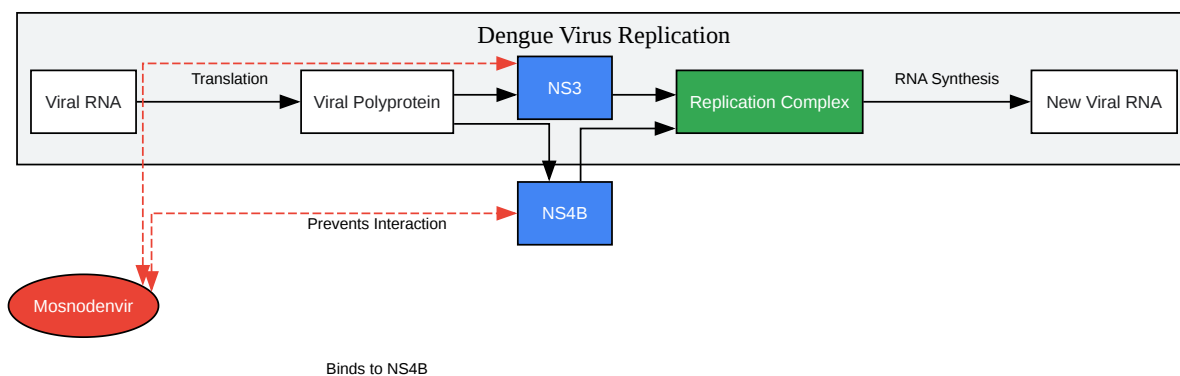 Dengue Virus Replication
Viral RNA
Translation
Viral Polyprotein
NS3
Replication Complex
RNA Synthesis
New Viral RNA
NS4B
Prevents Interaction
Mosnodenvir
Binds to NS4B